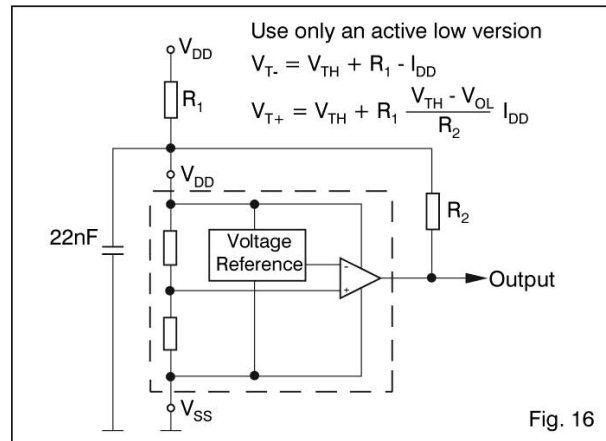 Use only an active low version
V_DD
V_T- = V_TH + R_1 - I_DD
V_T+ = V_TH + R_1 (V_TH - V_OL) / R_2 I_DD
R_1
V_DD
R_2
22nF
Voltage
Reference
-
+
Output
V_SS
Fig. 16